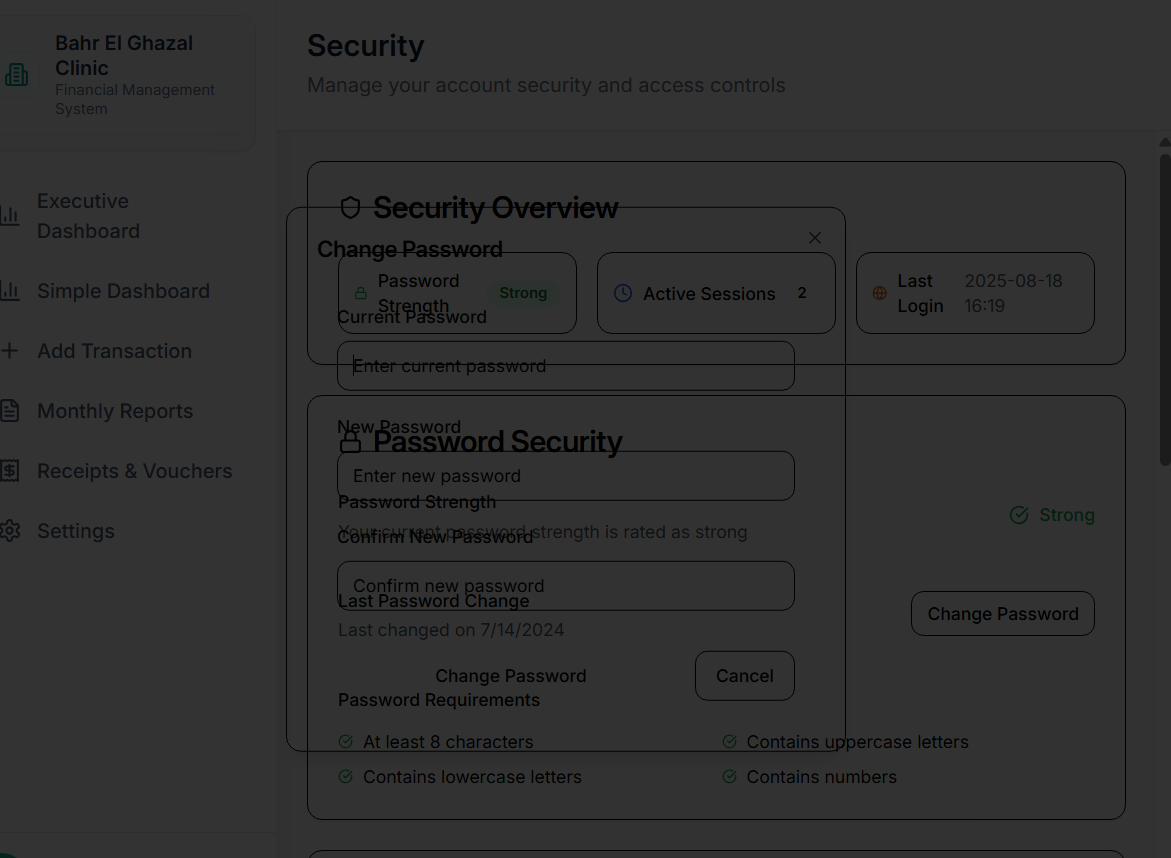 Bahr El Ghazal
Clinic
Financial Management
System
Executive
Dashboard
Simple Dashboard
Add Transaction
Monthly Reports
Receipts & Vouchers
Settings
Security
Manage your account security and access controls
Security Overview
Password
Strength
Strong
Active Sessions 2
Last
Login
2025-08-18
16:19
Password Security
Password Strength
Your current password strength is rated as strong
Strong
Last Password Change
Last changed on 7/14/2024
Change Password
Password Requirements
At least 8 characters
Contains uppercase letters
Contains lowercase letters
Contains numbers
Change Password
Current Password
Enter current password
New Password
Enter new password
Confirm New Password
Confirm new password
Change Password
Cancel